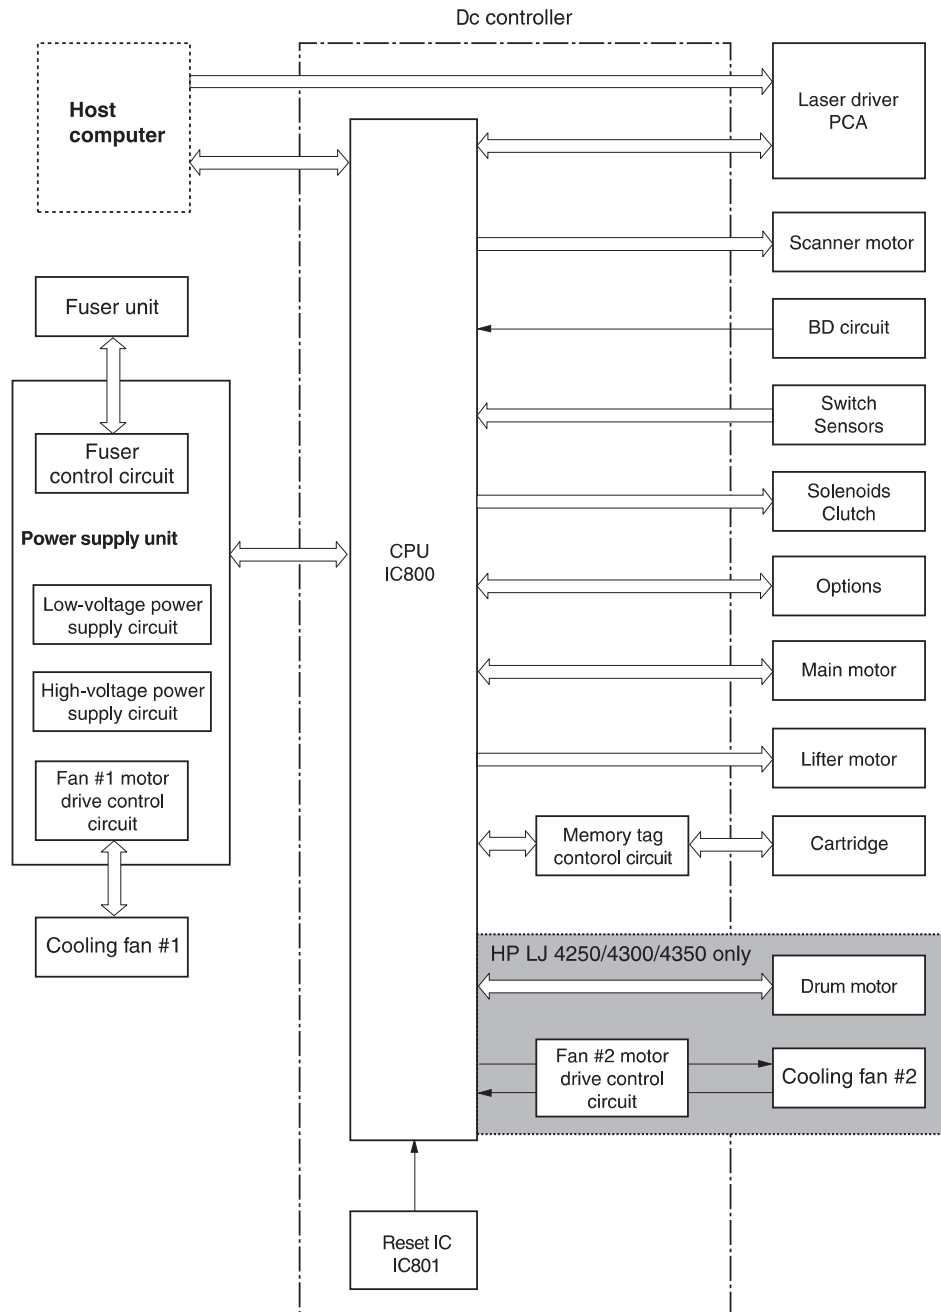 Dc controller
Host
computer
Laser driver
PCA
Scanner motor
Fuser unit
BD circuit
Switch
Sensors
Fuser
control circuit
Solenoids
Clutch
Power supply unit
CPU
IC800
Options
Low-voltage power
supply circuit
Main motor
High-voltage power
supply circuit
Lifter motor
Fan #1 motor
drive control
circuit
Memory tag
contorol circuit
Cartridge
Cooling fan #1
HP LJ 4250/4300/4350 only
Drum motor
Fan #2 motor
drive control
circuit
Cooling fan #2
Reset IC
IC801